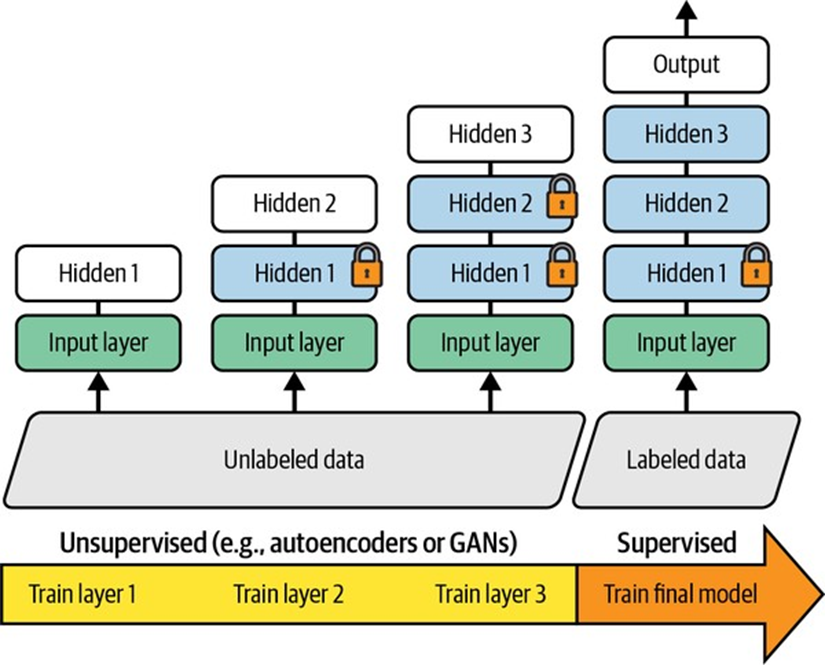 Output
Hidden 3
Hidden 3
Hidden 2
Hidden 2
Hidden 2
Hidden 1
Hidden 1
Hidden 1
Hidden 1
Input layer
Input layer
Input layer
Input layer
Unlabeled data
Labeled data
Unsupervised (e.g., autoencoders or GANs)
Supervised
Train layer 1
Train layer 2
Train layer 3
Train final model